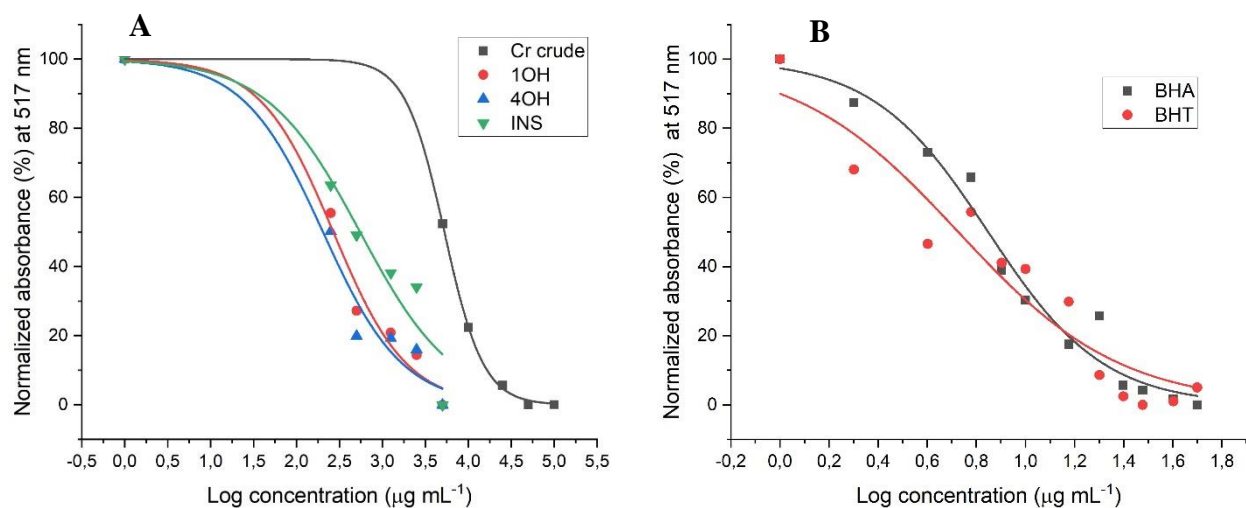 A
Normalized absorbance (%) at 517 nm
100
80
60
40
20
0
Cr crude
1OH
4OH
INS
-0,5 0,0 0,5 1,0 1,5 2,0 2,5 3,0 3,5 4,0 4,5 5,0 5,5
Log concentration (μg mL⁻¹)
B
Normalized absorbance (%) at 517 nm
100
80
60
40
20
0
BHA
BHT
-0,2 0,0 0,2 0,4 0,6 0,8 1,0 1,2 1,4 1,6 1,8
Log concentration (μg mL⁻¹)